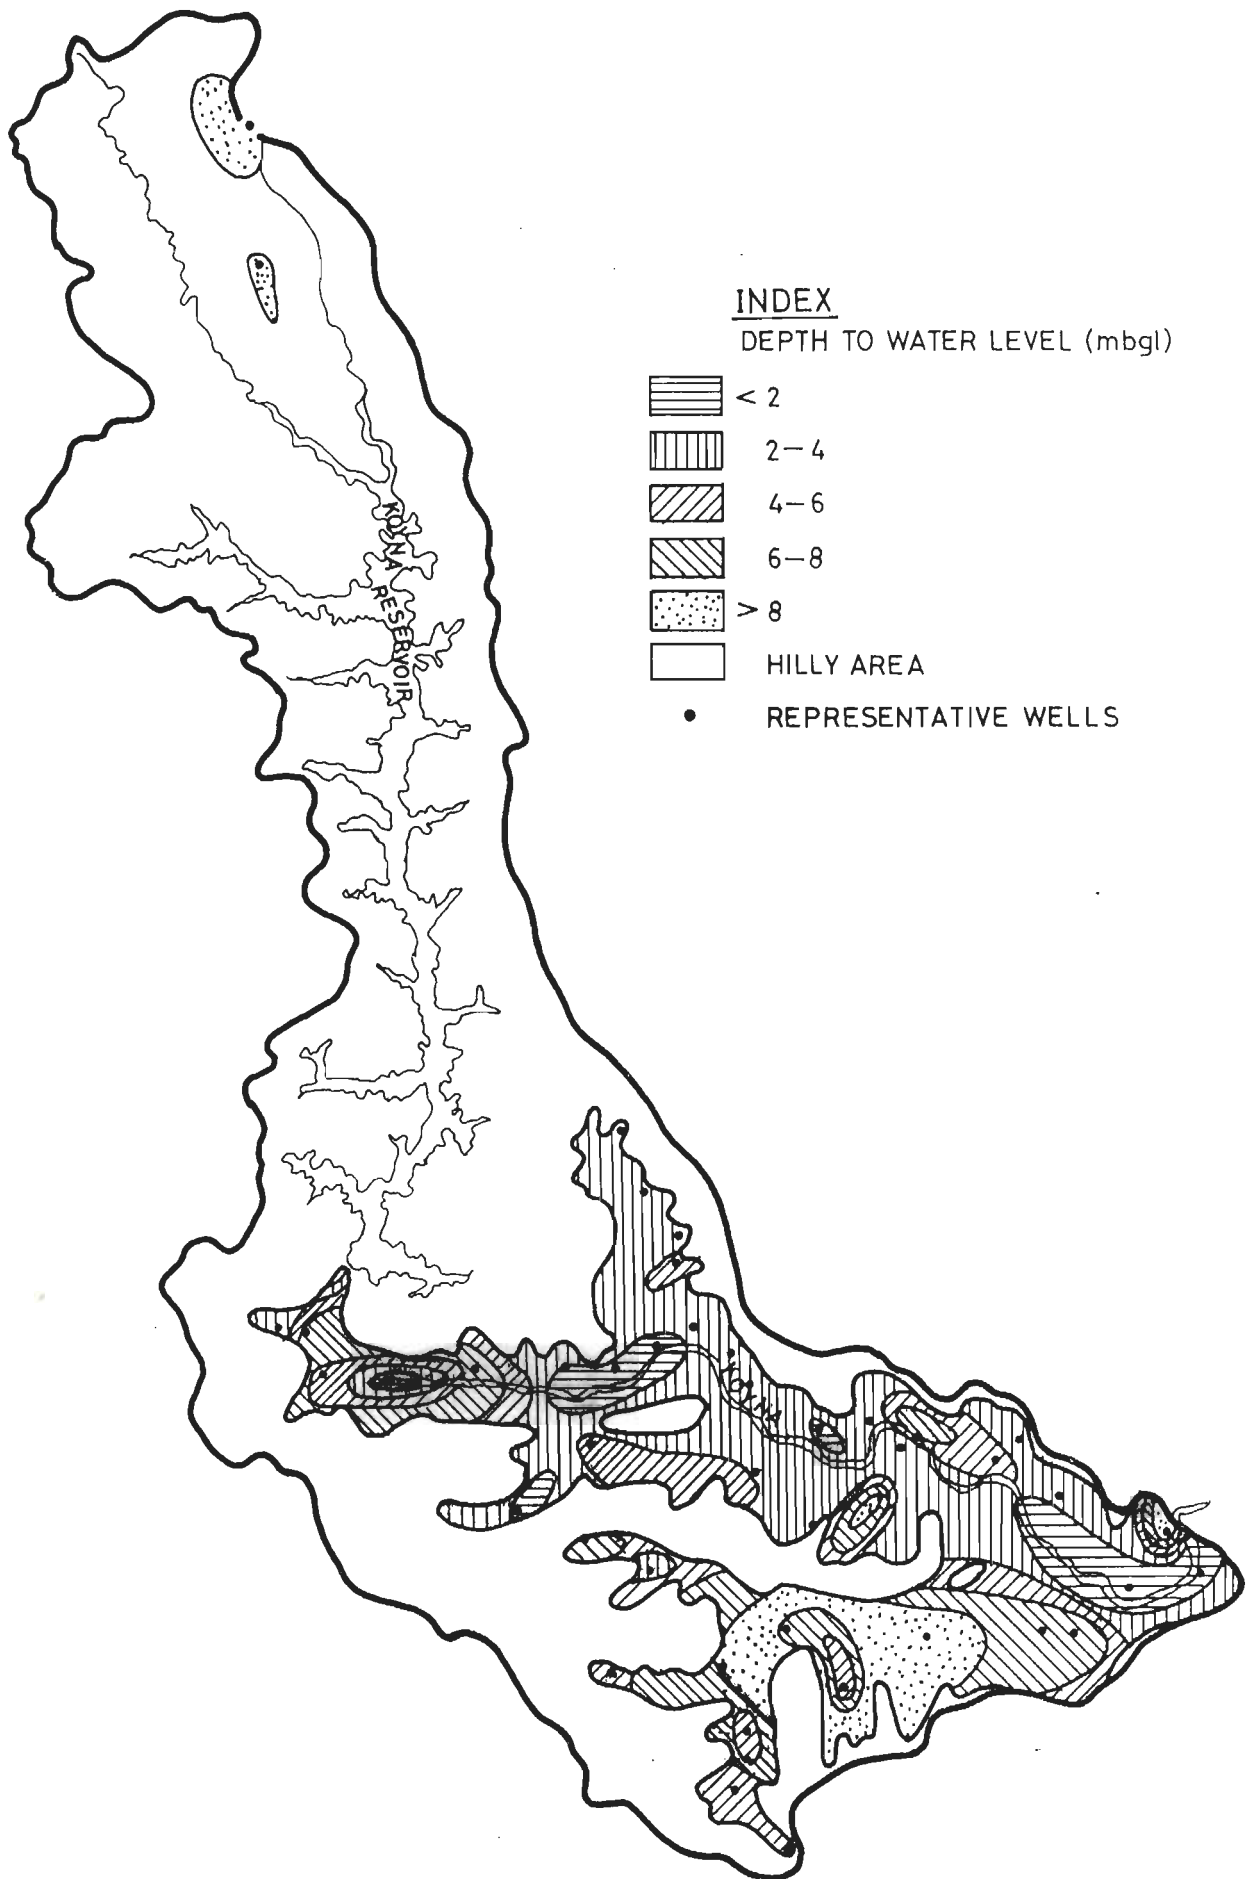 INDEX
DEPTH TO WATER LEVEL (mbgl)
< 2
2-4
4-6
6-8
> 8
HILLY AREA
REPRESENTATIVE WELLS
KOYNA RESERVOIR
KOYNA